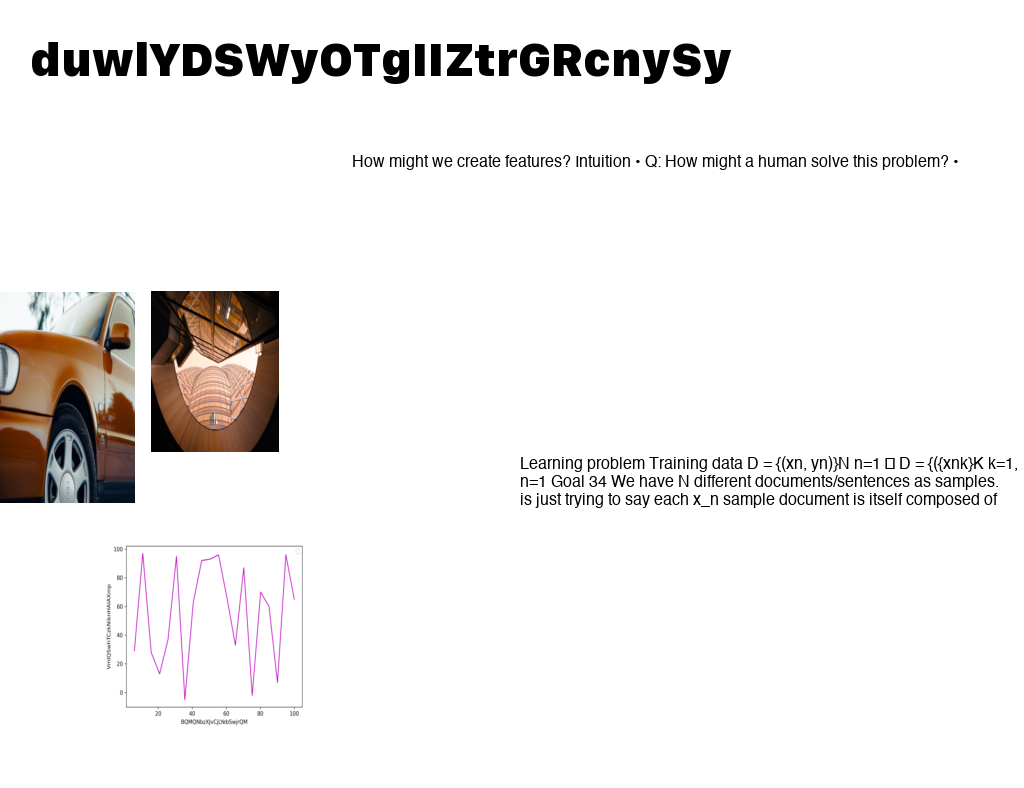 duwlYDSWyOTgIIZtrGRcnySy
How might we create features? Intuition • Q: How might a human solve this problem? •
Learning problem Training data D = {(xn, yn)}N n=1 □ D = {({xnk}K k=1,
n=1 Goal 34 We have N different documents/sentences as samples.
is just trying to say each x_n sample document is itself composed of
100
80
60
40
20
0
20 40 60 80 100